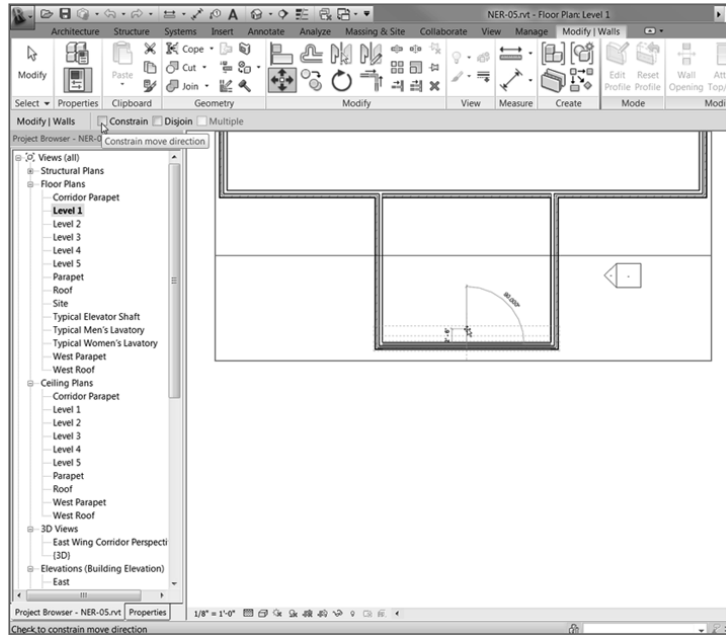 NER-05.rvt - Floor Plan: Level 1
Architecture Structure Systems Insert Annotate Analyze Massing & Site Collaborate View Manage Modify | Walls
Modify Paste Cope Cut Join Edit Profile Reset Profile Wall Opening
Select Properties Clipboard Geometry Modify View Measure Create Mode
Modify | Walls Constrain Disjoin Multiple
Project Browser - NER-0
Constrain move direction
Views (all)
Structural Plans
Floor Plans
Corridor Parapet
Level 1
Level 2
Level 3
Level 4
Level 5
Parapet
Roof
Site
Typical Elevator Shaft
Typical Men's Lavatory
Typical Women's Lavatory
West Parapet
West Roof
Ceiling Plans
Corridor Parapet
Level 1
Level 2
Level 3
Level 4
Level 5
Parapet
Roof
West Parapet
West Roof
3D Views
East Wing Corridor Perspecti
{3D}
Elevations (Building Elevation)
East
90.000°
Project Browser - NER-05.rvt Properties
1/8" = 1'-0"
Check to constrain move direction